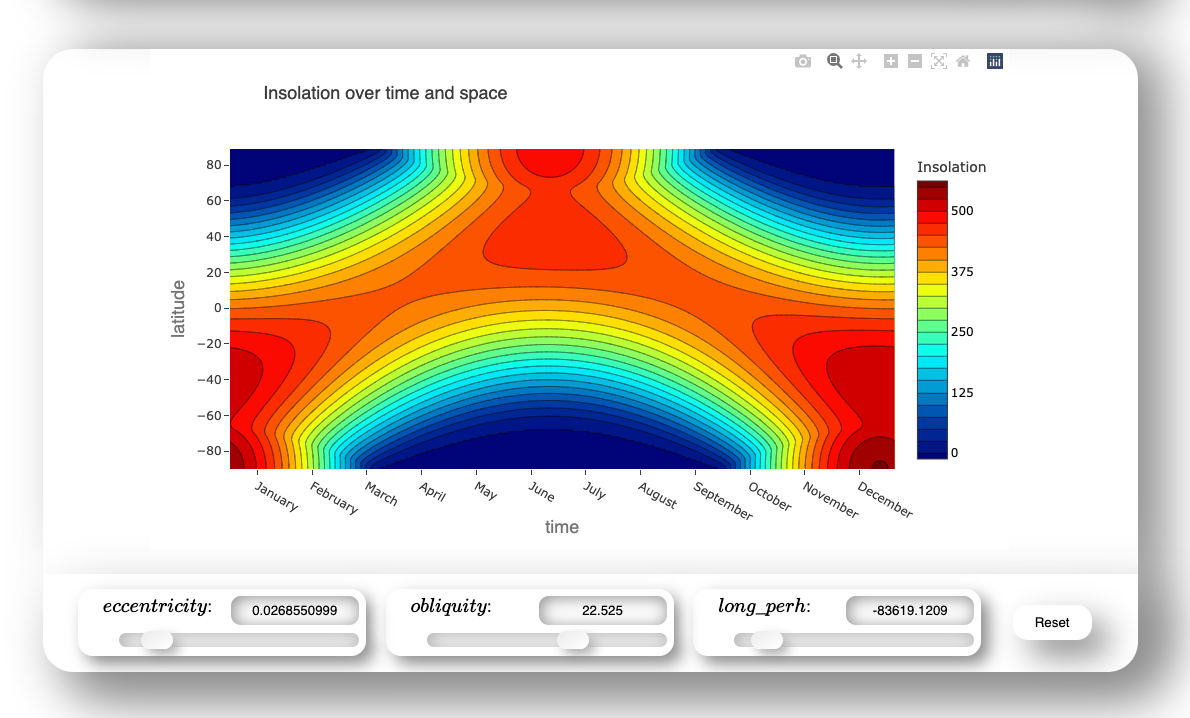 Insolation over time and space
Insolation
80
60
40
20
0
−20
−40
−60
−80
latitude
500
375
250
125
0
January
February
March
April
May
June
July
August
September
October
November
December
time
eccentricity:
0.0268550999
obliquity:
22.525
long_perh:
-83619.1209
Reset